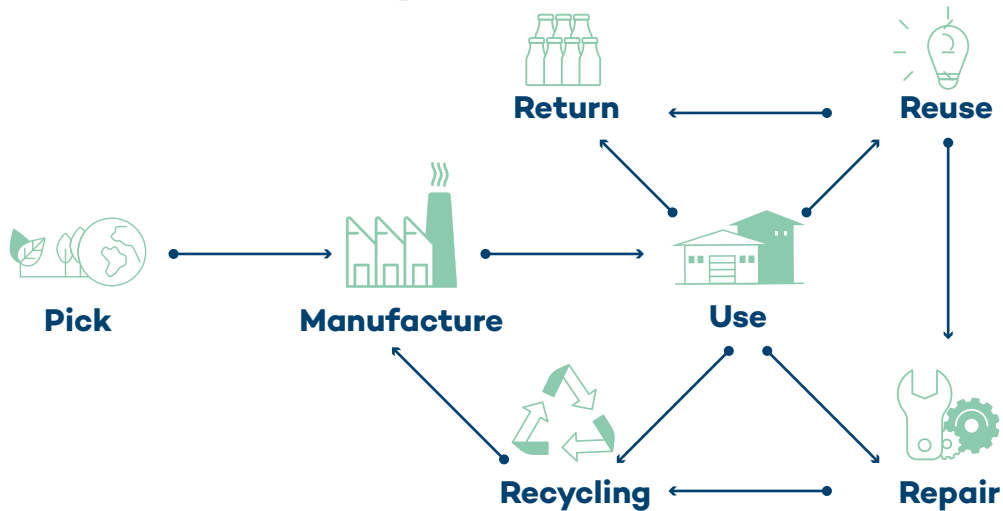 Return
Reuse
Pick
Manufacture
Use
Recycling
Repair